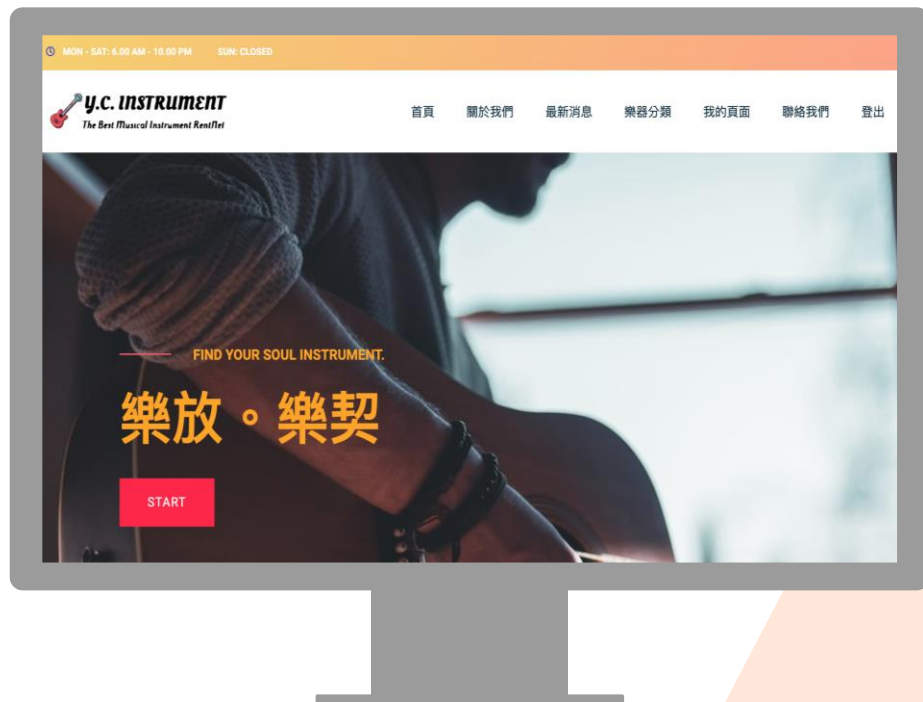 MON - SAT: 6.00 AM - 10.00 PM SUN: CLOSED
Y.C. INSTRUMENT
The Best Musical Instrument RentNet
首頁 關於我們 最新消息 樂器分類 我的頁面 聯絡我們 登出
FIND YOUR SOUL INSTRUMENT.
樂放。樂契
START